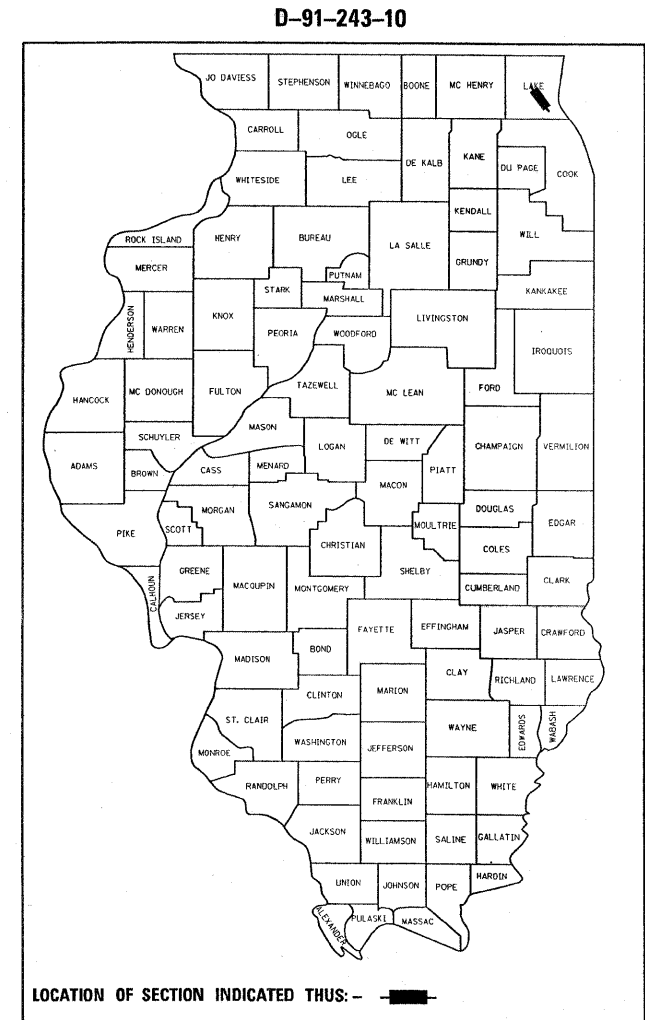 D-91-243-10
JO DAVIESS
STEPHENSON
WINNEBAGO
BOONE
MC HENRY
LAKE
CARROLL
OGLE
DE KALB
KANE
DU PAGE
COOK
WHITESIDE
LEE
KENDALL
WILL
ROCK ISLAND
HENRY
BUREAU
LA SALLE
GRUNDY
MERCER
PUTNAM
KANKAKEE
STARK
MARSHALL
HENDERSON
WARREN
KNOX
PEORIA
WOODFORD
LIVINGSTON
IROQUOIS
HANCOCK
MC DONOUGH
FULTON
TAZEWELL
MC LEAN
FORD
MASON
SCHUYLER
LOGAN
DE WITT
CHAMPAIGN
VERMILION
ADAMS
BROWN
CASS
MENARD
MACON
PIATT
PIKE
SCOTT
MORGAN
SANGAMON
CHRISTIAN
MOULTRIE
DOUGLAS
EDGAR
COLES
CALHOUN
GREENE
MACOUPIN
MONTGOMERY
SHELBY
CUMBERLAND
CLARK
JERSEY
FAYETTE
EFFINGHAM
JASPER
CRAWFORD
MADISON
BOND
CLAY
RICHLAND
LAWRENCE
CLINTON
MARION
ST. CLAIR
WAYNE
EDWARDS
WABASH
MONROE
WASHINGTON
JEFFERSON
RANDOLPH
PERRY
HAMILTON
WHITE
FRANKLIN
JACKSON
WILLIAMSON
SALINE
GALLATIN
UNION
JOHNSON
POPE
HARDIN
ALEXANDER
PULASKI
MASSAC
LOCATION OF SECTION INDICATED THUS: -